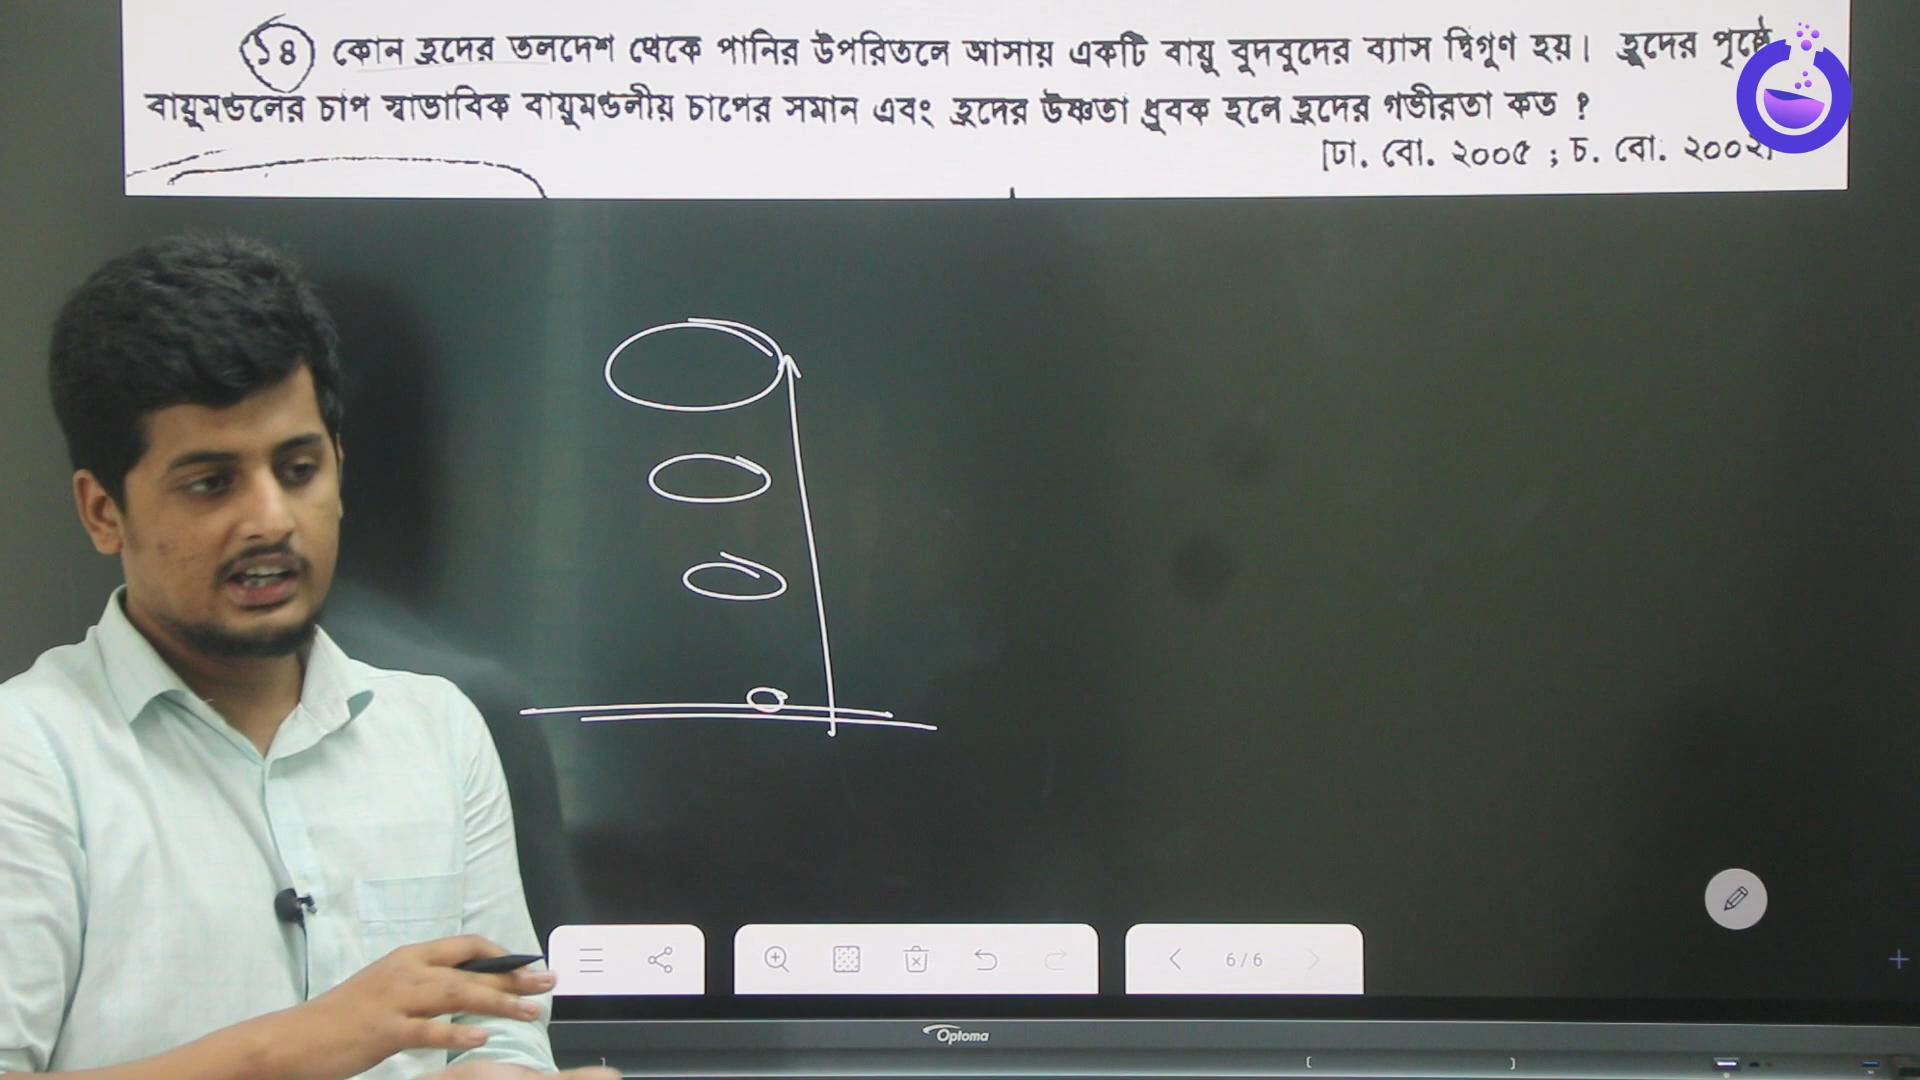 ১৪ কোন হ্রদের তলদেশ থেকে পানির উপরিতলে আসায় একটি বায়ু বুদবুদের ব্যাস দ্বিগুণ হয়। হ্রদের পৃষ্ঠে
বায়ুমণ্ডলের চাপ স্বাভাবিক বায়ুমণ্ডলীয় চাপের সমান এবং হ্রদের উষ্ণতা ধ্রুবক হলে হ্রদের গভীরতা কত ?
[ঢা. বো. ২০০৫ ; চ. বো. ২০০২]
6/6
Optoma